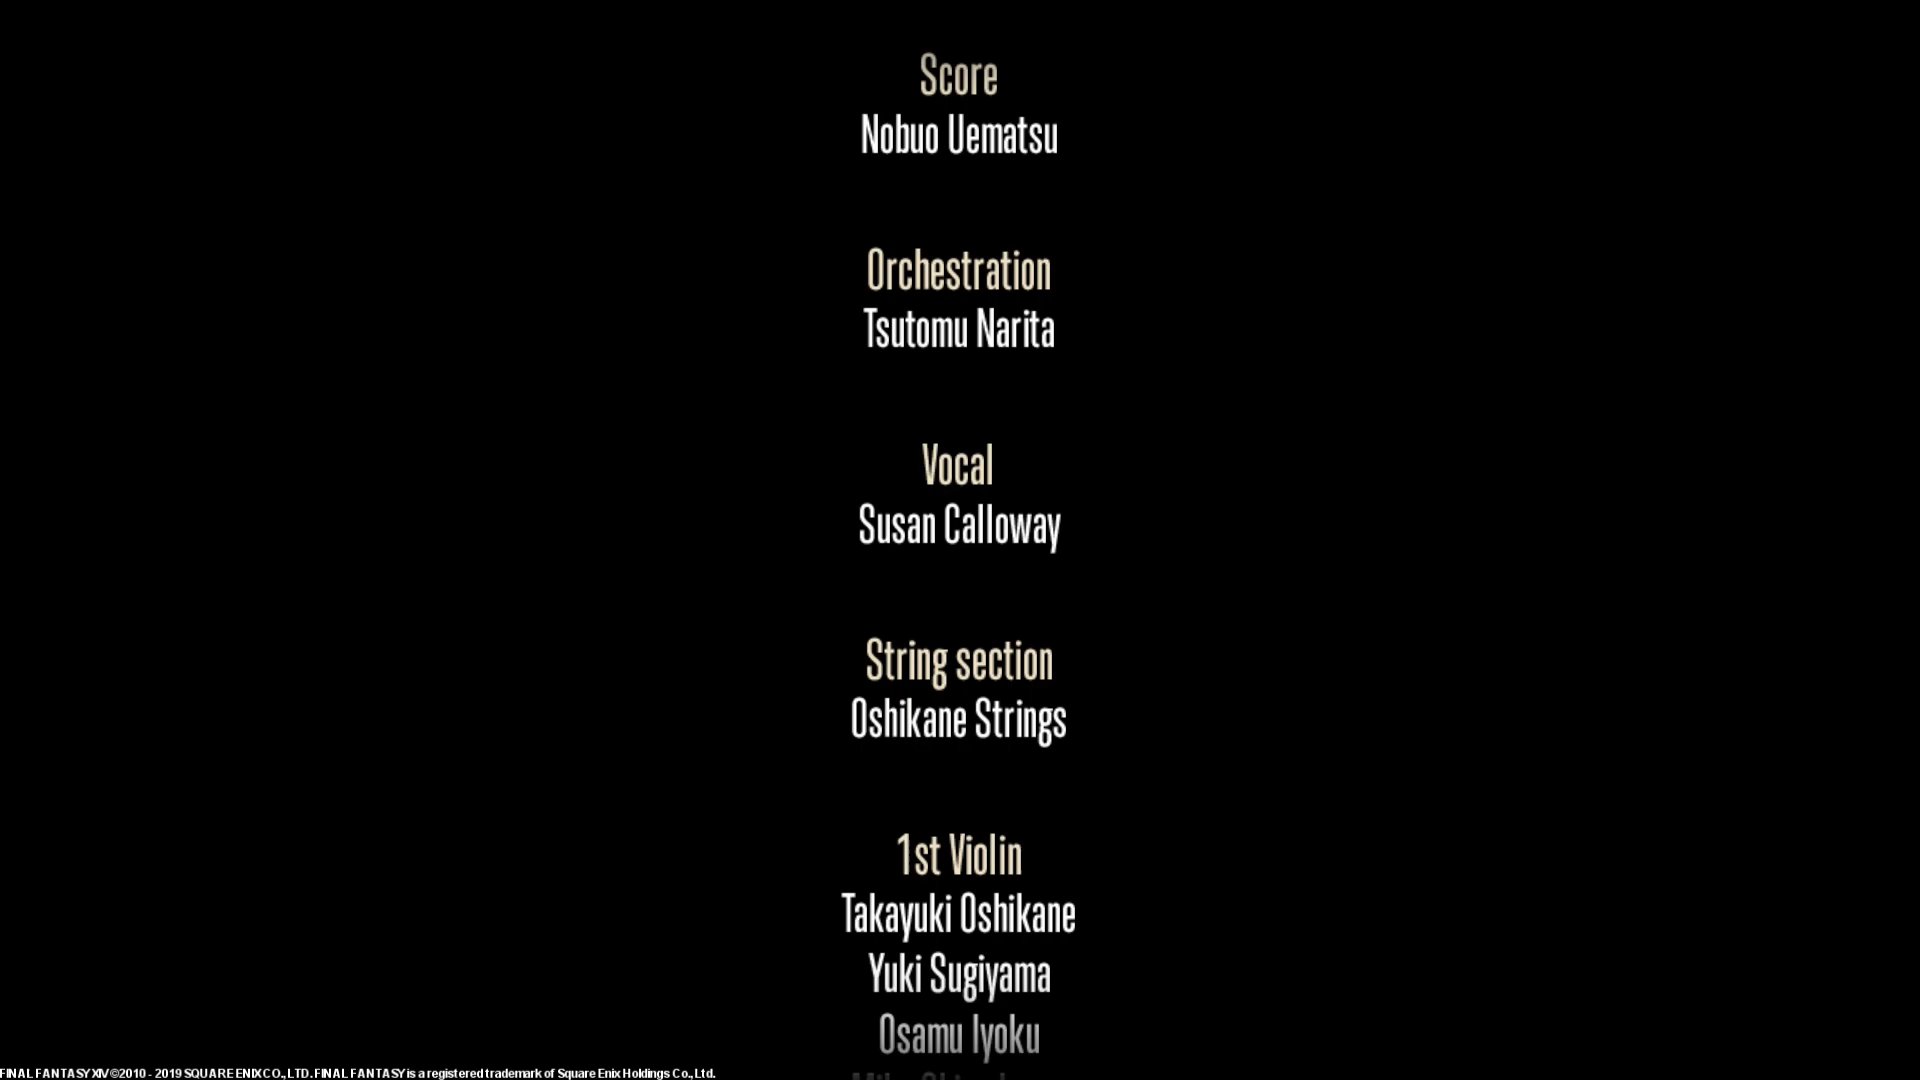 Score
Nobuo Uematsu
Orchestration
Tsutomu Narita
Vocal
Susan Calloway
String section
Oshikane Strings
1st Violin
Takayuki Oshikane
Yuki Sugiyama
Osamu Iyoku
FINAL FANTASY XIV ©2010 - 2019 SQUARE ENIX CO., LTD. FINAL FANTASY is a registered trademark of Square Enix Holdings Co., Ltd.